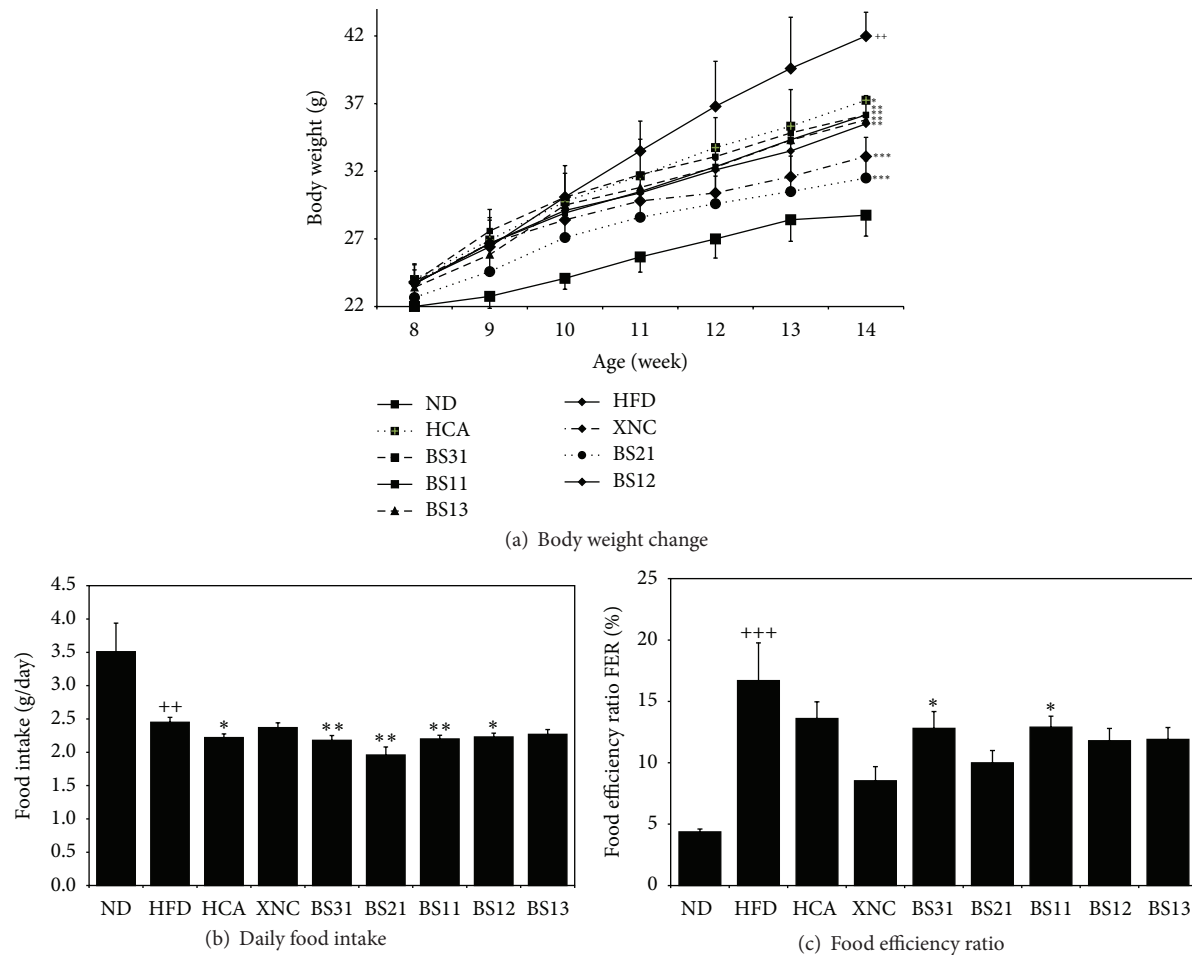 42
37
32
27
22
Body weight (g)
++
*
**
**
**
**
***
***
8 9 10 11 12 13 14
Age (week)
ND HFD
HCA XNC
BS31 BS21
BS11 BS12
BS13
(a) Body weight change
4.5
4.0
3.5
3.0
2.5
2.0
1.5
1.0
0.5
0.0
Food intake (g/day)
++ * ** ** ** *
ND HFD HCA XNC BS31 BS21 BS11 BS12 BS13
(b) Daily food intake
25
20
15
10
5
0
Food efficiency ratio FER (%)
+++ * *
ND HFD HCA XNC BS31 BS21 BS11 BS12 BS13
(c) Food efficiency ratio